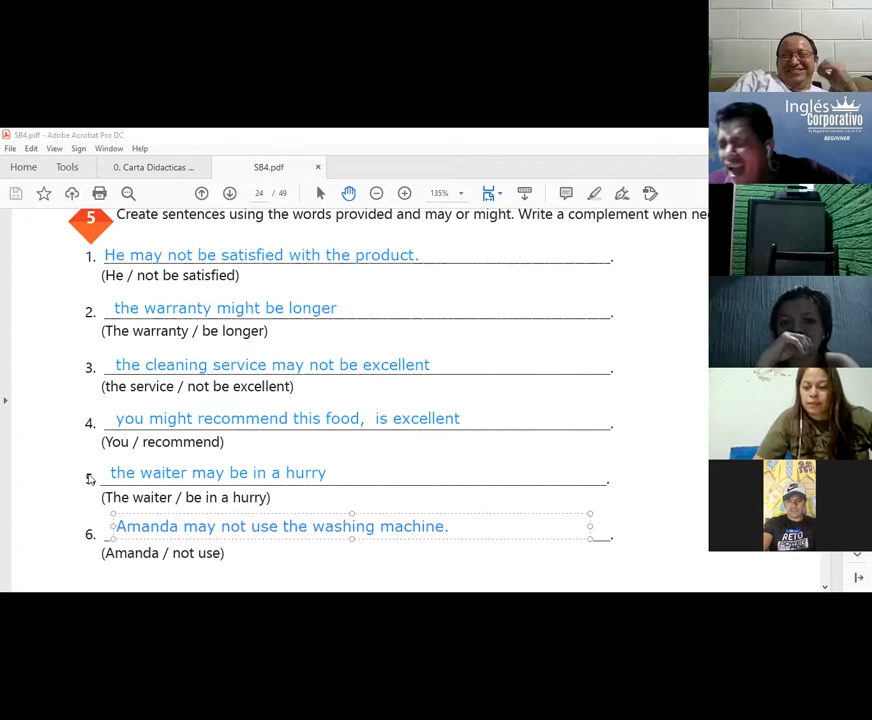 SB4.pdf - Adobe Acrobat Pro DC
File Edit View Sign Window Help
Home Tools 0. Carta Didacticas ... SB4.pdf ×
24 / 49 135%
5 Create sentences using the words provided and may or might. Write a complement when nee
1. He may not be satisfied with the product.
(He / not be satisfied)
2. the warranty might be longer
(The warranty / be longer)
3. the cleaning service may not be excellent
(the service / not be excellent)
4. you might recommend this food, is excellent
(You / recommend)
5. the waiter may be in a hurry
(The waiter / be in a hurry)
6. Amanda may not use the washing machine.
(Amanda / not use)
Inglés
Corporativo
BEGINNER
RETO